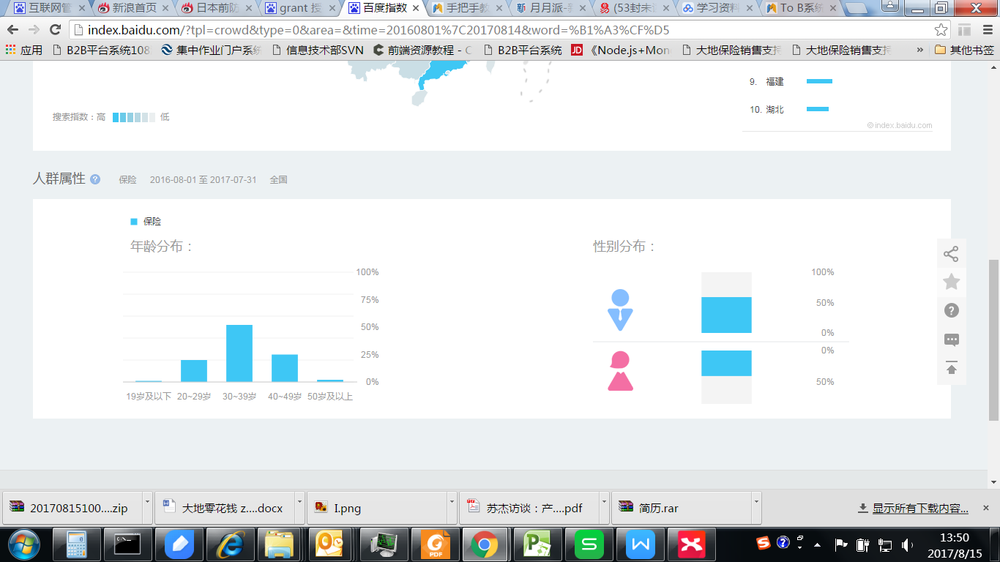 互联网管
新浪首页
日本前防
grant 授
百度指数
手把手教
月月派-新
(53封未读
学习资料
To B系统
index.baidu.com/?tpl=crowd&type=0&area=&time=20160801%7C20170814&word=%B1%A3%CF%D5
应用
B2B平台系统108
集中作业门户系统
信息技术部SVN
前端资源教程 - C
B2B平台系统
JD
《Node.js+Mon
大地保险销售支持
大地保险销售支持
»
其他书签
9. 福建
10. 湖北
搜索指数：高 低
©index.baidu.com
人群属性 ? 保险 2016-08-01 至 2017-07-31 全国
保险
年龄分布：
100%
75%
50%
25%
0%
19岁及以下 20~29岁 30~39岁 40~49岁 50岁及以上
性别分布：
100%
50%
0%
0%
50%
20170815100....zip
大地零花钱 z....docx
I.png
苏杰访谈：产....pdf
简历.rar
显示所有下载内容...
13:50
2017/8/15